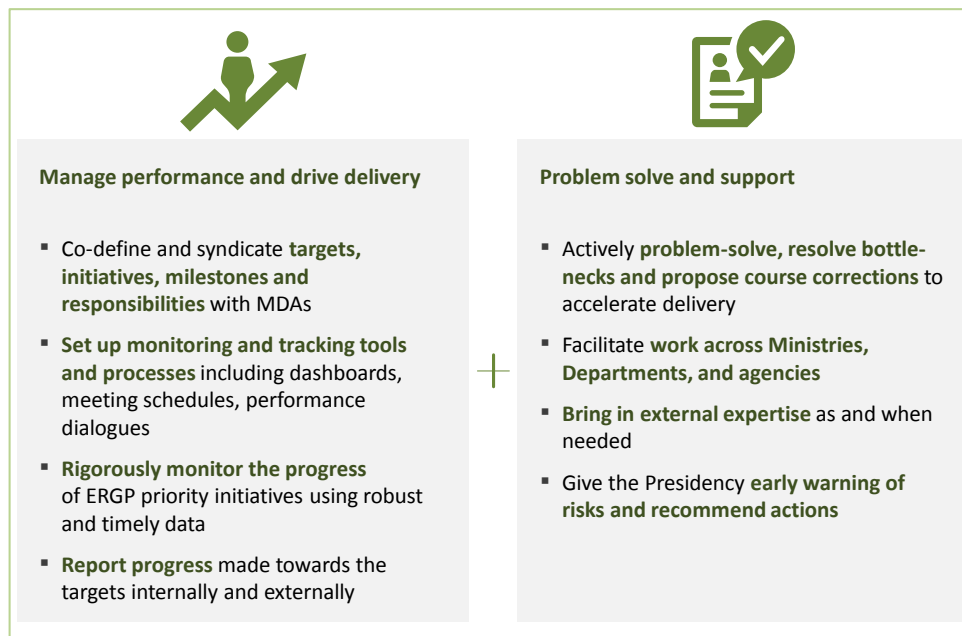 Manage performance and drive delivery
▪ Co-define and syndicate targets,
initiatives, milestones and
responsibilities with MDAs
▪ Set up monitoring and tracking tools
and processes including dashboards,
meeting schedules, performance
dialogues
▪ Rigorously monitor the progress
of ERGP priority initiatives using robust
and timely data
▪ Report progress made towards the
targets internally and externally
+
Problem solve and support
▪ Actively problem-solve, resolve bottle-
necks and propose course corrections to
accelerate delivery
▪ Facilitate work across Ministries,
Departments, and agencies
▪ Bring in external expertise as and when
needed
▪ Give the Presidency early warning of
risks and recommend actions